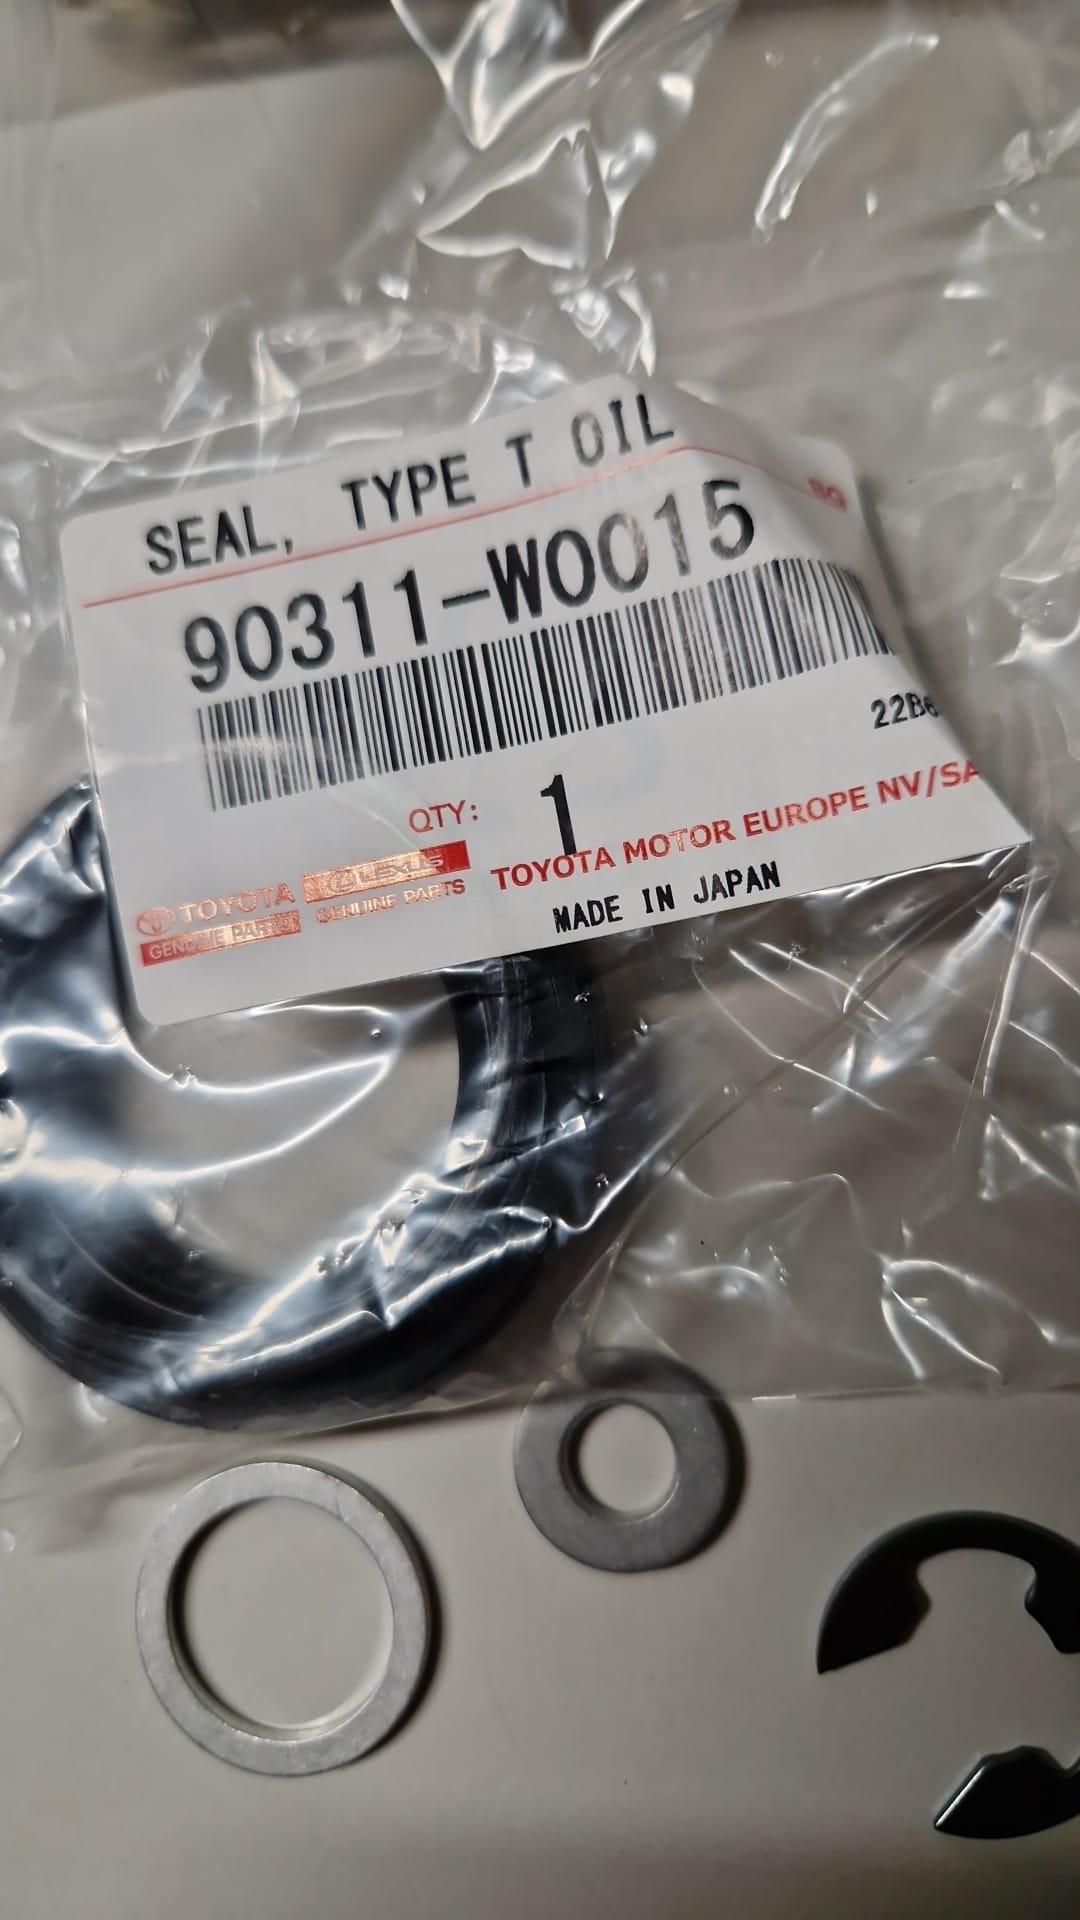 SEAL, TYPE T OIL
BG
90311-W0015
22B6
QTY: 1
TOYOTA
GENUINE PARTS
LEXUS
GENUINE PARTS
TOYOTA MOTOR EUROPE NV/SA
MADE IN JAPAN